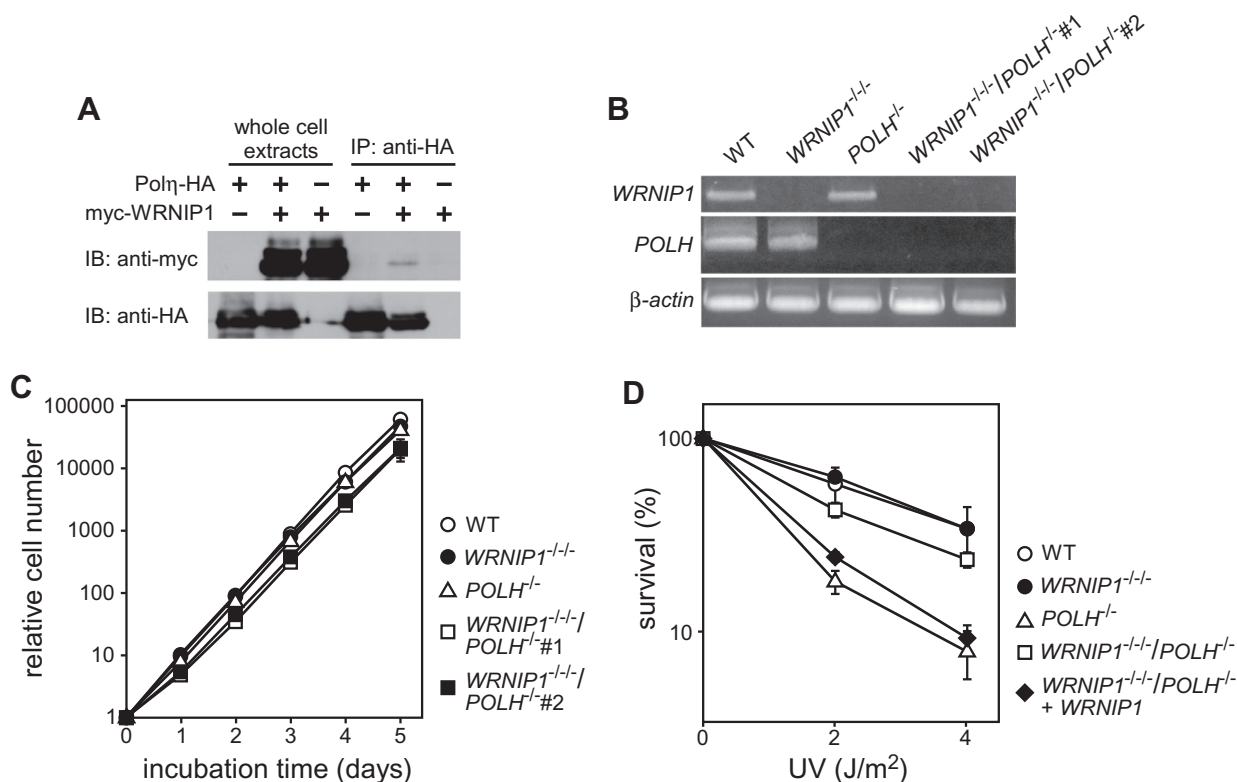 A
whole cell
extracts
IP: anti-HA
Polη-HA + + − + + −
myc-WRNIP1 − + + − + +
IB: anti-myc
IB: anti-HA
B
WT
WRNIP1-/-/-
POLH-/-
WRNIP1-/-/-/POLH-/-#1
WRNIP1-/-/-/POLH-/-#2
WRNIP1
POLH
β-actin
C
relative cell number
100000
10000
1000
100
10
1
0 1 2 3 4 5
incubation time (days)
WT
WRNIP1-/-/-
POLH-/-
WRNIP1-/-/-/
POLH-/-#1
WRNIP1-/-/-/
POLH-/-#2
D
survival (%)
100
10
0 2 4
UV (J/m²)
WT
WRNIP1-/-/-
POLH-/-
WRNIP1-/-/-/POLH-/-
WRNIP1-/-/-/POLH-/-
+ WRNIP1